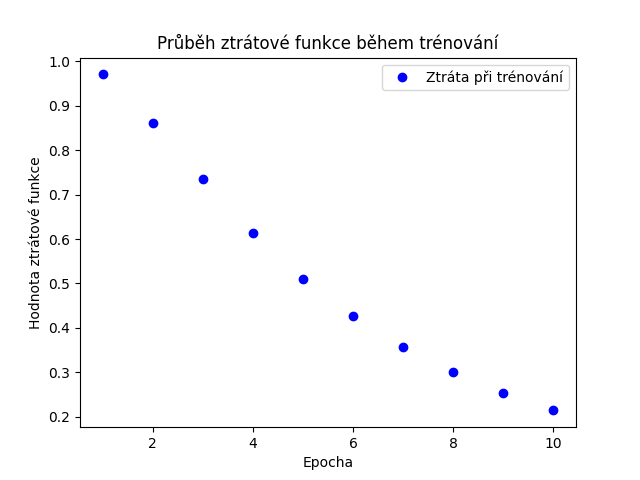 Průběh ztrátové funkce během trénování
Ztráta při trénování
Hodnota ztrátové funkce
1.0
0.9
0.8
0.7
0.6
0.5
0.4
0.3
0.2
2 4 6 8 10
Epocha